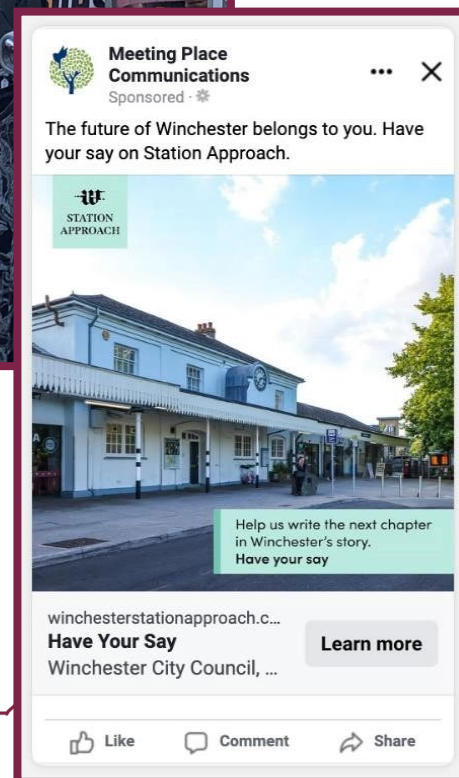 Meeting Place
Communications
Sponsored ·
The future of Winchester belongs to you. Have
your say on Station Approach.
STATION
APPROACH
Help us write the next chapter
in Winchester's story.
Have your say
winchesterstationapproach.c...
Have Your Say
Winchester City Council, ...
Learn more
Like
Comment
Share